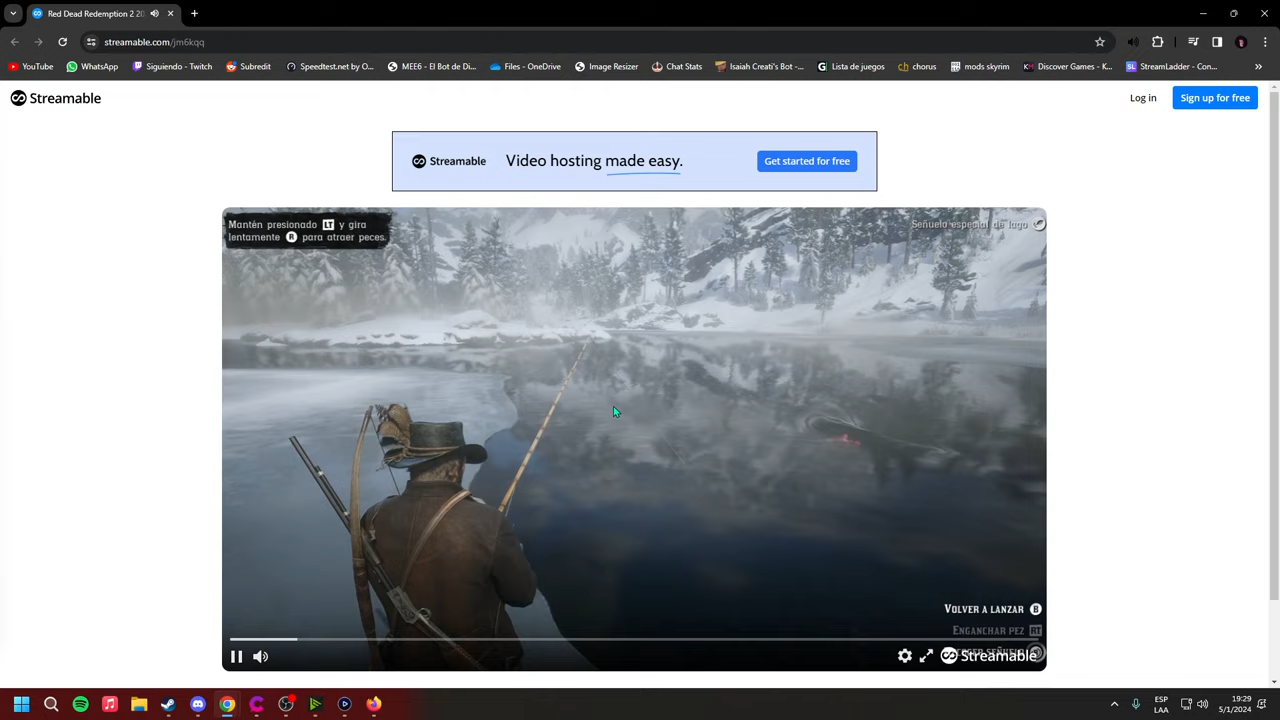 Red Dead Redemption 2 20
streamable.com/jm6kqq
YouTube
WhatsApp
Siguiendo - Twitch
Subredit
Speedtest.net by O...
MEE6 - El Bot de Di...
Files - OneDrive
Image Resizer
Chat Stats
Isaiah Creati's Bot -...
Lista de juegos
chorus
mods skyrim
Discover Games - K...
StreamLadder - Con...
Streamable
Log in
Sign up for free
Streamable
Video hosting made easy.
Get started for free
Mantén presionado LT y gira
lentamente R para atraer peces.
Señuelo especial de lago
VOLVER A LANZAR B
ENGANCHAR PEZ RT
SEÑUELO
Streamable
ESP
LAA
19:29
5/1/2024